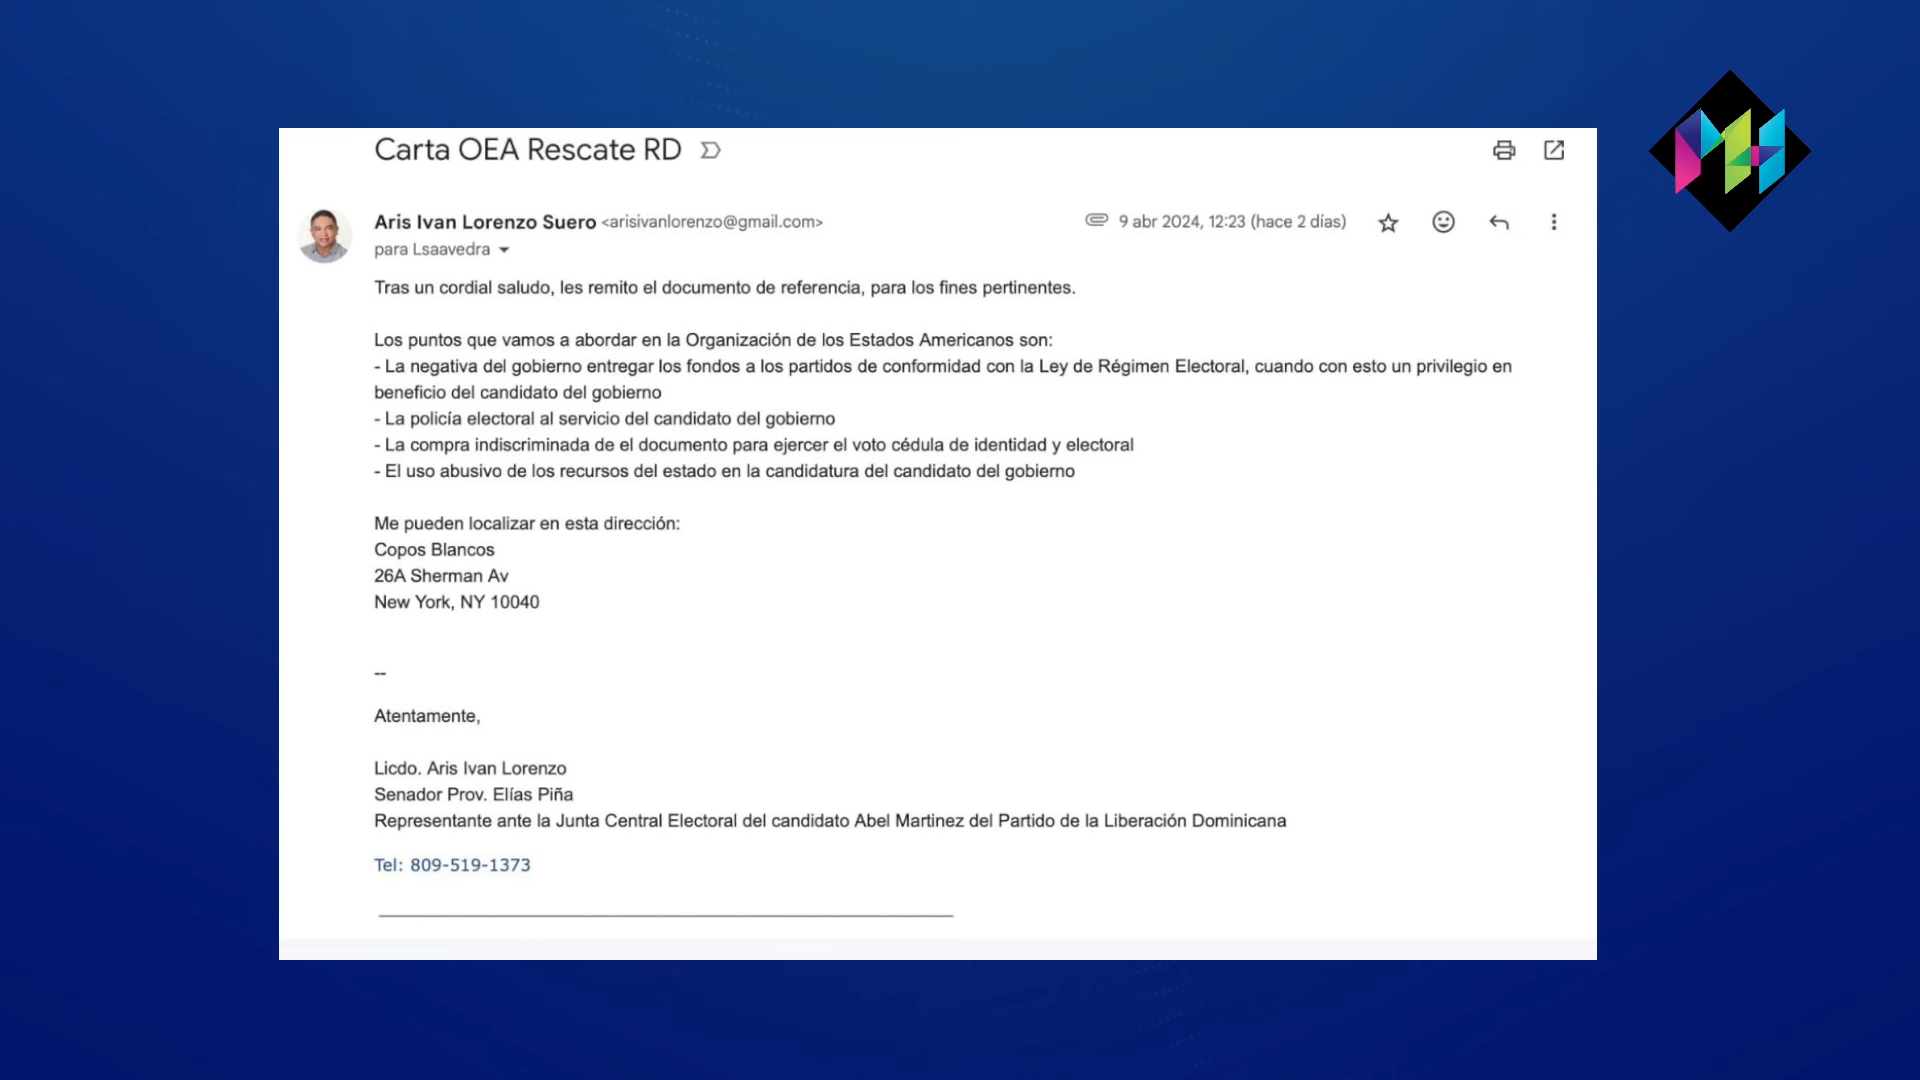 Carta OEA Rescate RD
Aris Ivan Lorenzo Suero <arisivanlorenzo@gmail.com>
9 abr 2024, 12:23 (hace 2 días)
para Lsaavedra
Tras un cordial saludo, les remito el documento de referencia, para los fines pertinentes.
Los puntos que vamos a abordar en la Organización de los Estados Americanos son:
- La negativa del gobierno entregar los fondos a los partidos de conformidad con la Ley de Régimen Electoral, cuando con esto un privilegio en
beneficio del candidato del gobierno
- La policía electoral al servicio del candidato del gobierno
- La compra indiscriminada de el documento para ejercer el voto cédula de identidad y electoral
- El uso abusivo de los recursos del estado en la candidatura del candidato del gobierno
Me pueden localizar en esta dirección:
Copos Blancos
26A Sherman Av
New York, NY 10040
--
Atentamente,
Licdo. Aris Ivan Lorenzo
Senador Prov. Elías Piña
Representante ante la Junta Central Electoral del candidato Abel Martinez del Partido de la Liberación Dominicana
Tel: 809-519-1373